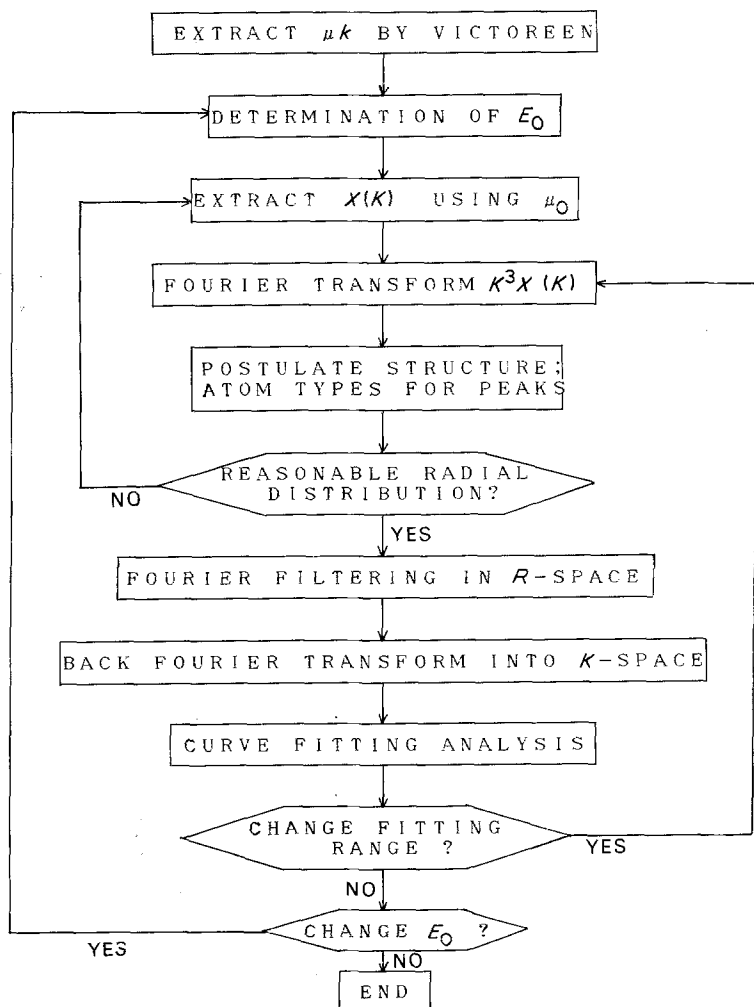 EXTRACT μk BY VICTOREEN
DETERMINATION OF E₀
EXTRACT X(K) USING μ₀
FOURIER TRANSFORM K³X(K)
POSTULATE STRUCTURE;
ATOM TYPES FOR PEAKS
REASONABLE RADIAL
DISTRIBUTION?
NO
YES
FOURIER FILTERING IN R-SPACE
BACK FOURIER TRANSFORM INTO K-SPACE
CURVE FITTING ANALYSIS
CHANGE FITTING
RANGE ?
YES
NO
CHANGE E₀ ?
YES
NO
END